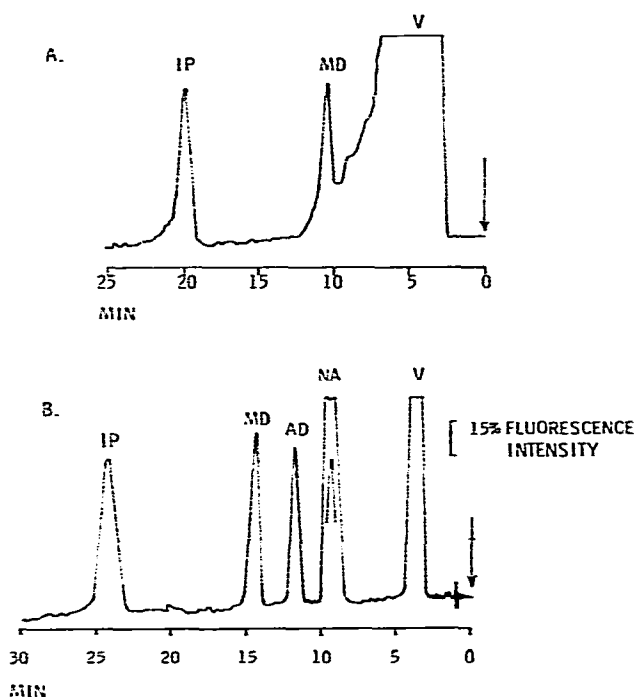 A.
IP
MD
V
25 20 15 10 5 0
MIN
B.
IP
MD
AD
NA
V
15% FLUORESCENCE
INTENSITY
30 25 20 15 10 5 0
MIN